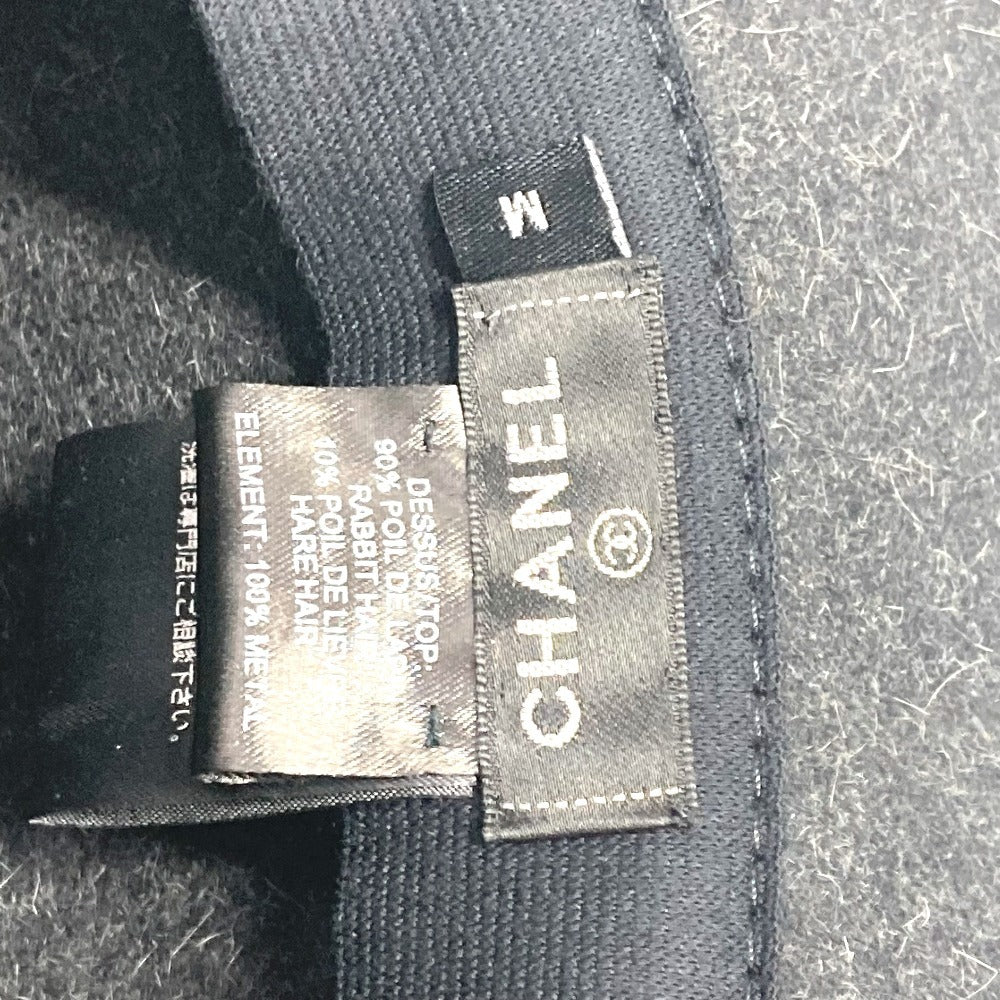 M
CHANEL
DESSUS/TOP
90% POIL DE LAP
RABBIT HAIR
10% POIL DE LIEVRE
HARE HAIR
ELEMENT: 100% METAL
洗濯は専門店にご相談下さい。